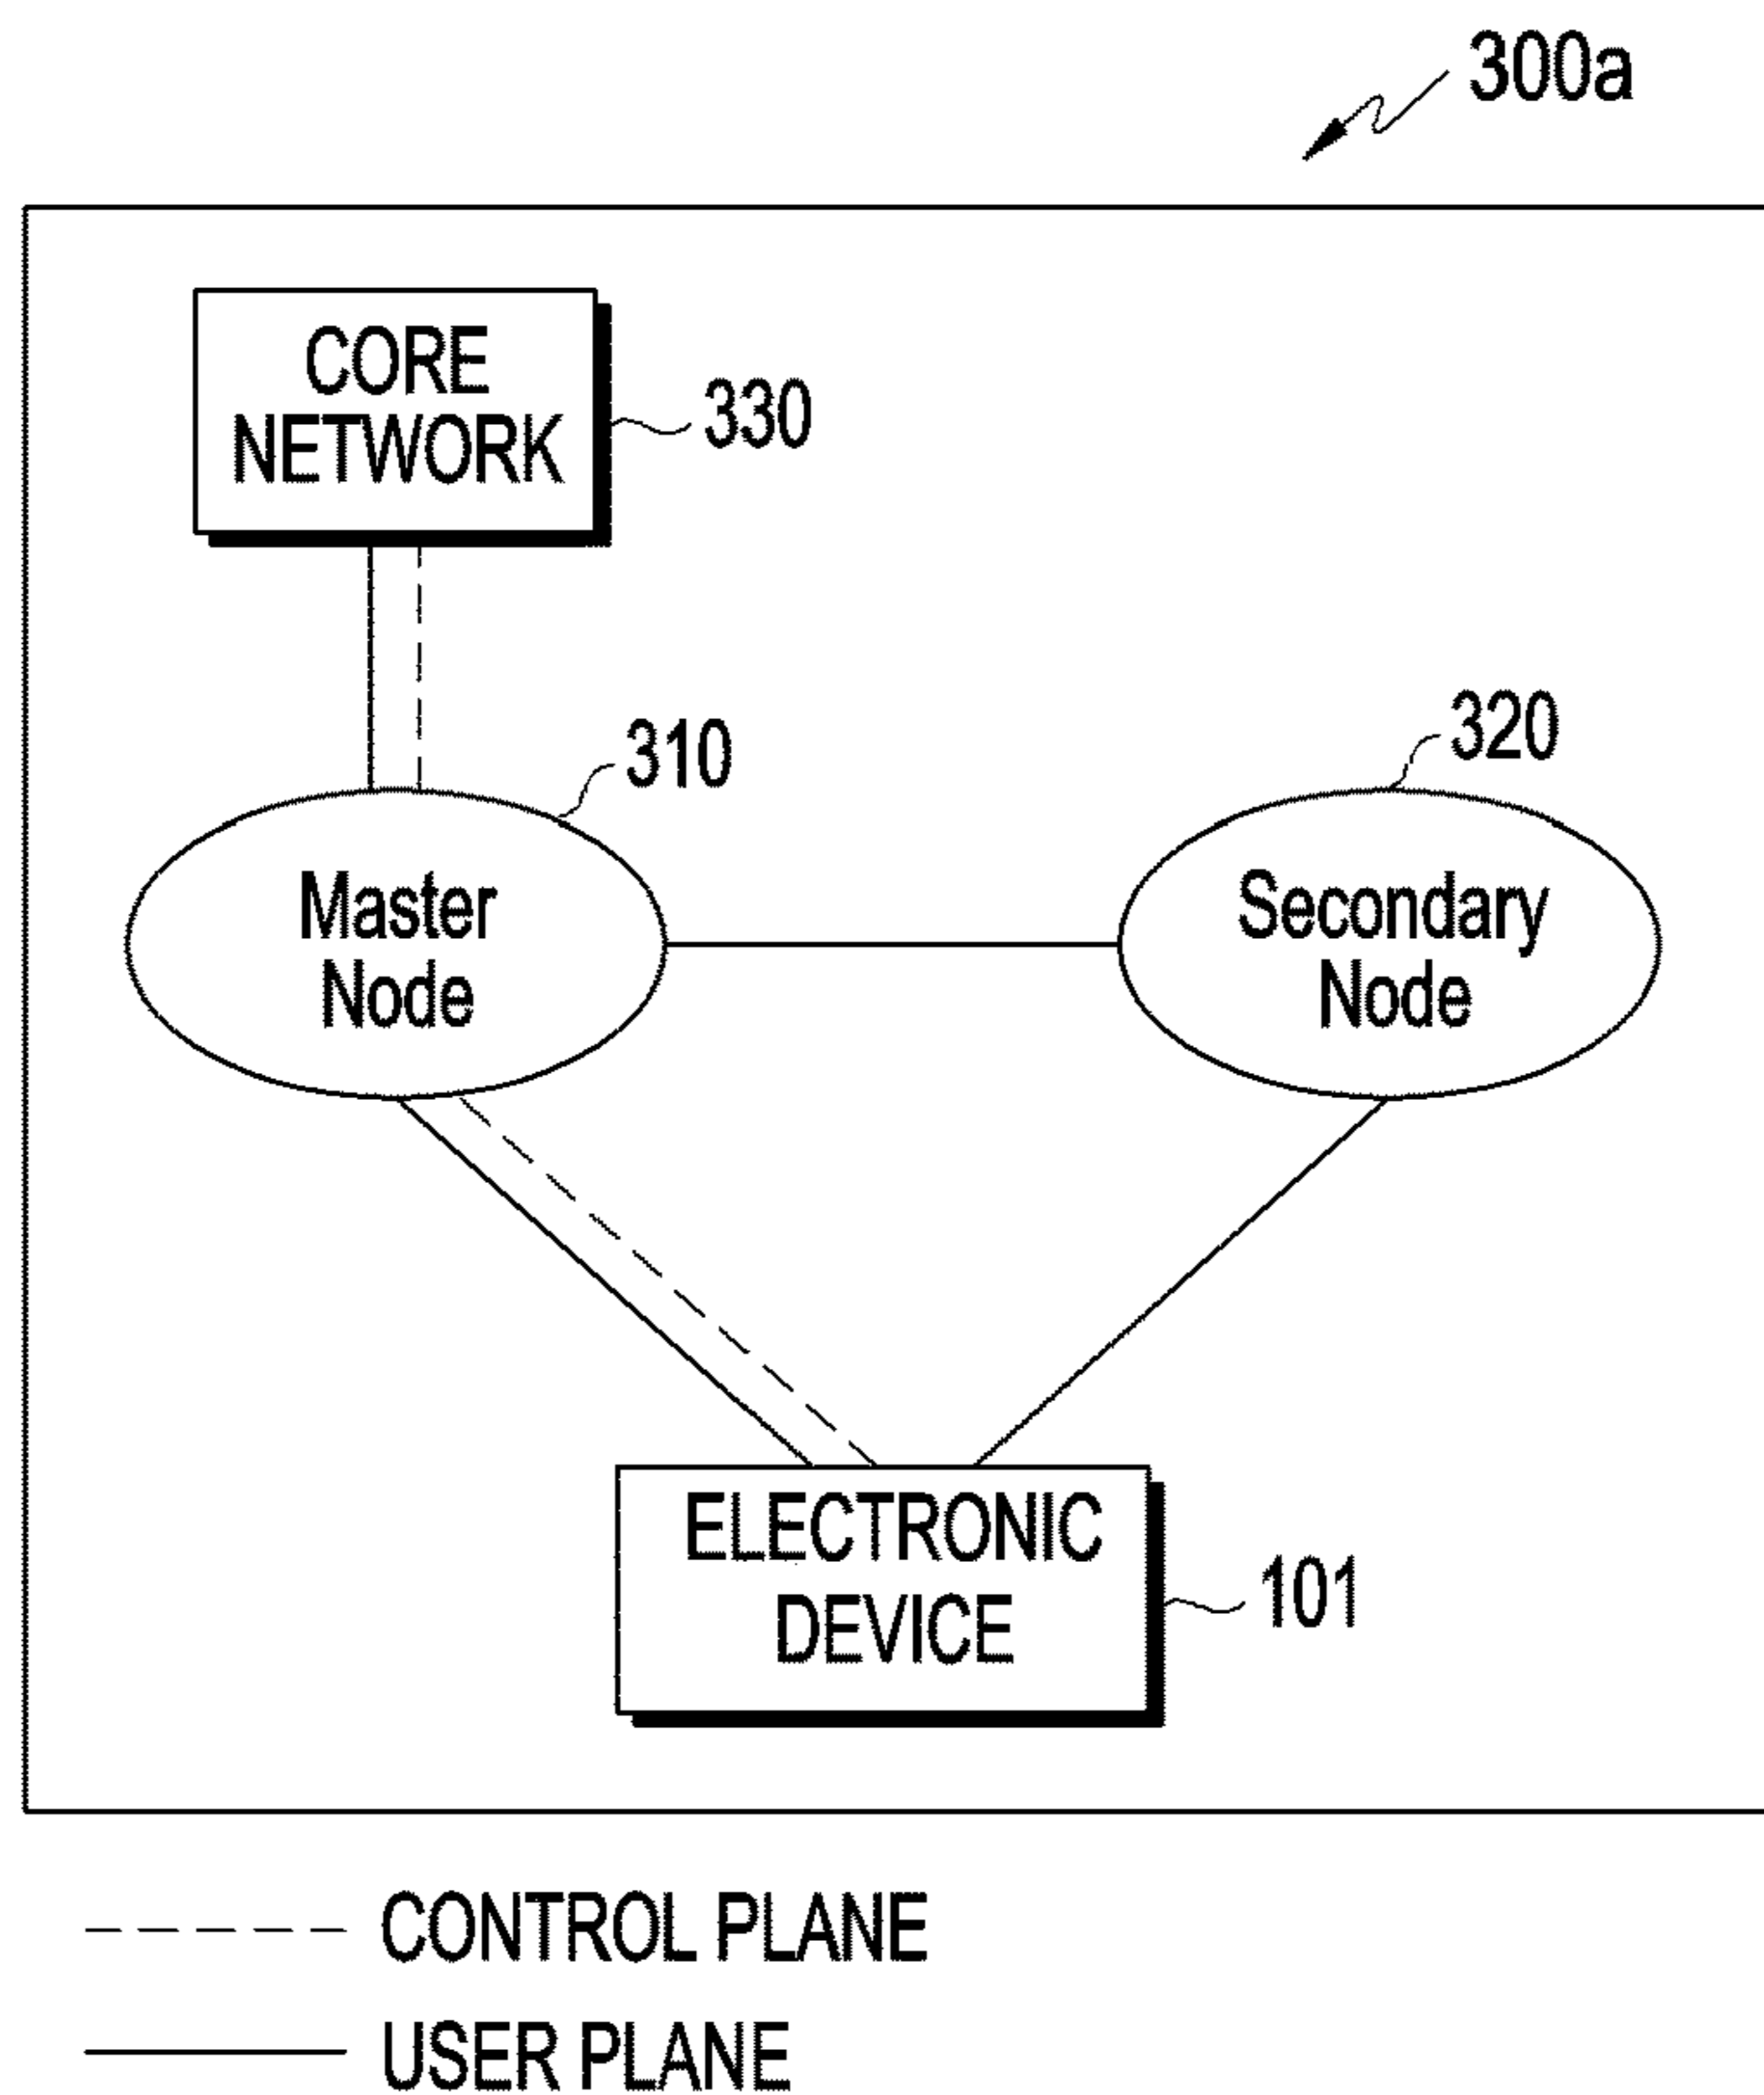 300a
CORE
NETWORK
330
310
320
Master
Node
Secondary
Node
ELECTRONIC
DEVICE
101
CONTROL PLANE
USER PLANE